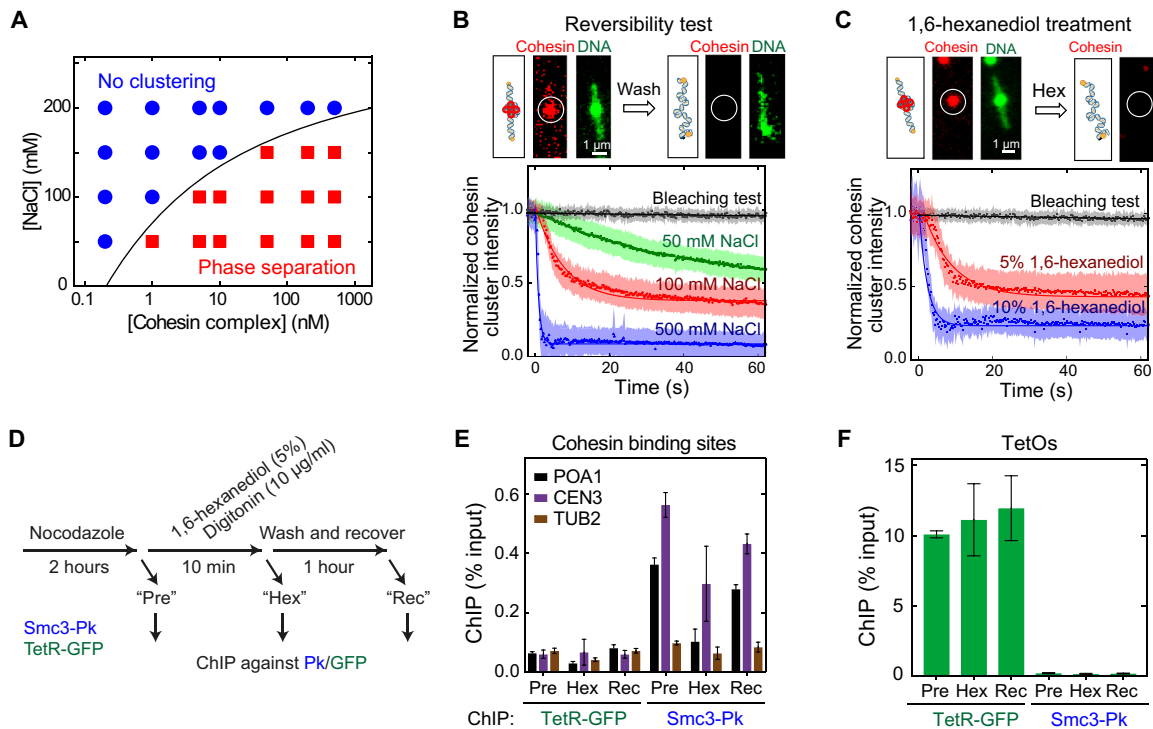 A
No clustering
Phase separation
200
100
0
[NaCl] (mM)
0.1 1 10 100 1000
[Cohesin complex] (nM)
B
Reversibility test
Cohesin DNA
Wash
Cohesin DNA
1 µm
Bleaching test
50 mM NaCl
100 mM NaCl
500 mM NaCl
1.0
0.5
0.0
Normalized cohesin
cluster intensity
0 20 40 60
Time (s)
C
1,6-hexanediol treatment
Cohesin DNA
Hex
Cohesin
1 µm
Bleaching test
5% 1,6-hexanediol
10% 1,6-hexanediol
1.0
0.5
0.0
Normalized cohesin
cluster intensity
0 20 40 60
Time (s)
D
1,6-hexanediol (5%)
Digitonin (10 µg/ml)
Nocodazole
Wash and recover
2 hours
10 min
1 hour
"Pre"
"Hex"
"Rec"
Smc3-Pk
TetR-GFP
ChIP against Pk/GFP
E
Cohesin binding sites
POA1
CEN3
TUB2
0.6
0.4
0.2
0.0
ChIP (% input)
Pre Hex Rec Pre Hex Rec
ChIP: TetR-GFP Smc3-Pk
F
TetOs
15
10
5
0
ChIP (% input)
Pre Hex Rec Pre Hex Rec
TetR-GFP Smc3-Pk